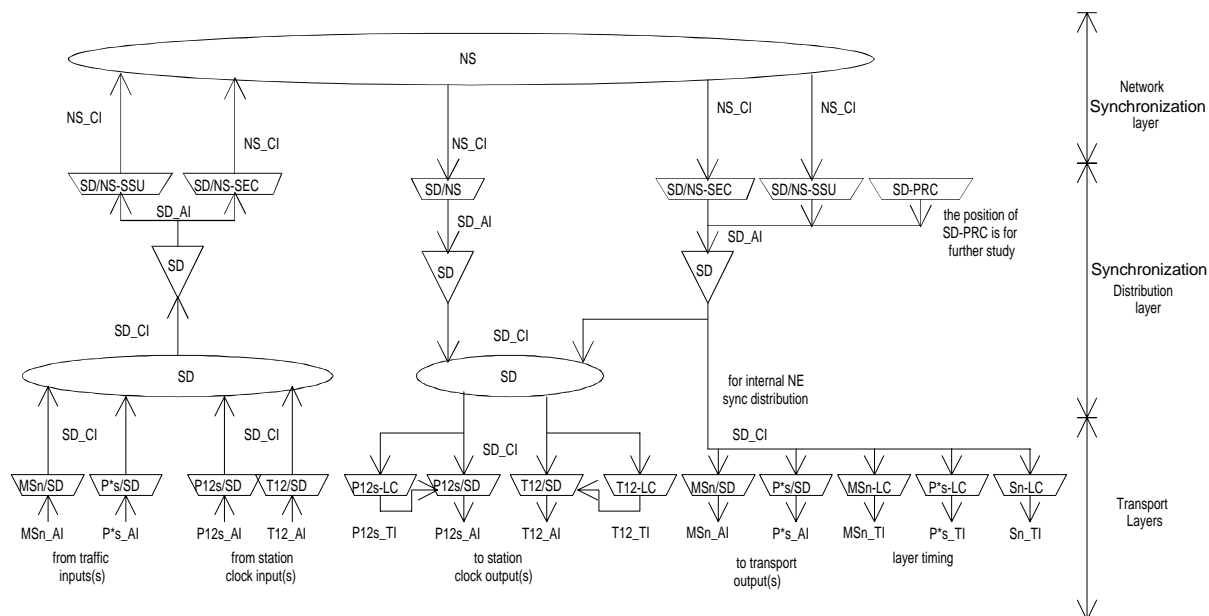 NS
Network
Synchronization
layer
NS_CI
NS_CI
NS_CI
NS_CI
NS_CI
SD/NS-SSU
SD/NS-SEC
SD/NS
SD/NS-SEC
SD/NS-SSU
SD-PRC
SD_AI
SD_AI
SD_AI
the position of
SD-PRC is for
further study
SD
SD
SD
Synchronization
Distribution
layer
SD_CI
SD_CI
SD
SD
for internal NE
sync distribution
SD_CI
SD_CI
SD_CI
SD_CI
MSn/SD
P*s/SD
P12s/SD
T12/SD
P12s-LC
P12s/SD
T12/SD
T12-LC
MSn/SD
P*s/SD
MSn-LC
P*s-LC
Sn-LC
Transport
Layers
MSn_AI
P*s_AI
P12s_AI
T12_AI
P12s_TI
P12s_AI
T12_AI
T12_TI
MSn_AI
P*s_AI
MSn_TI
P*s_TI
Sn_TI
from traffic
inputs(s)
from station
clock input(s)
to station
clock output(s)
to transport
output(s)
layer timing